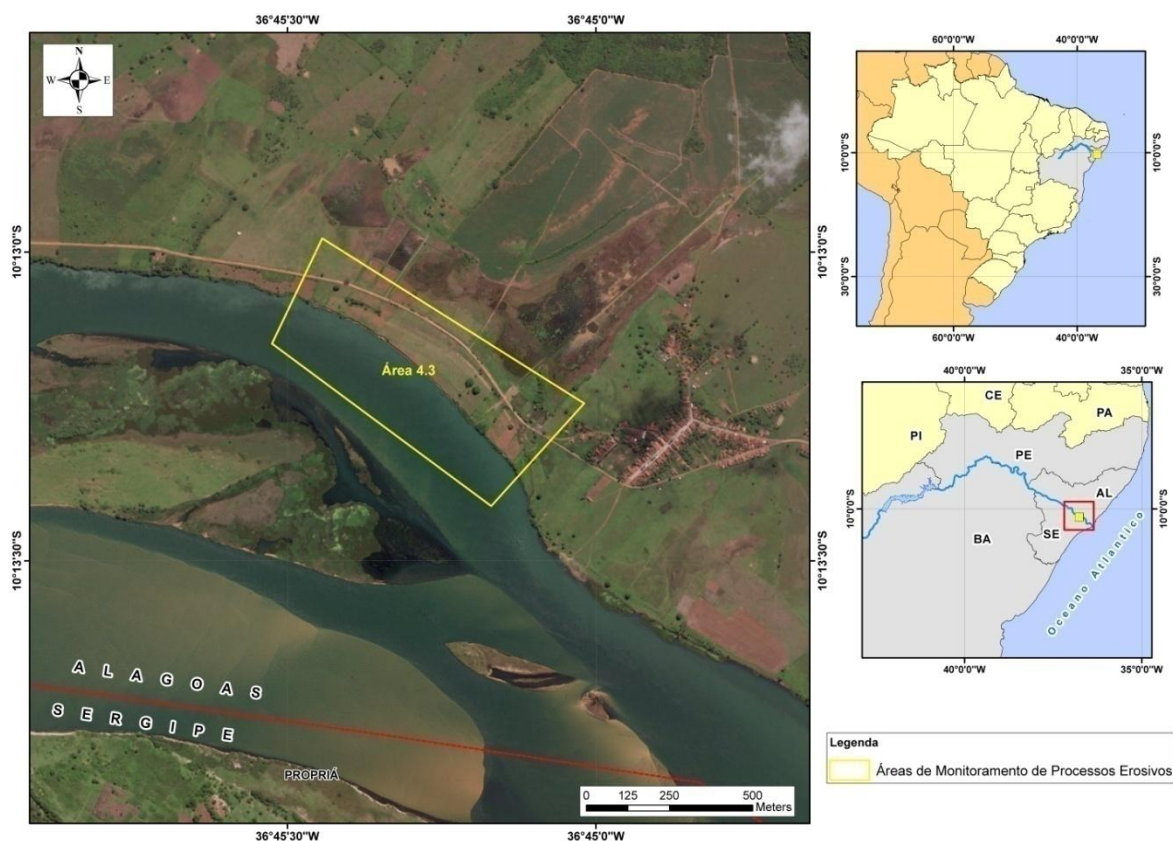 36°45'30"W
36°45'0"W
N
W
E
S
10°13'0"S
10°13'0"S
Área 4.3
10°13'30"S
10°13'30"S
ALAGOAS
SERGIPE
PROPRIÁ
0 125 250 500
Meters
36°45'30"W
36°45'0"W
60°0'0"W
40°0'0"W
10°0'0"S
10°0'0"S
30°0'0"S
30°0'0"S
60°0'0"W
40°0'0"W
40°0'0"W
35°0'0"W
CE
PA
PI
PE
AL
10°0'0"S
10°0'0"S
SE
BA
Oceano Atlantico
40°0'0"W
35°0'0"W
Legenda
Áreas de Monitoramento de Processos Erosivos